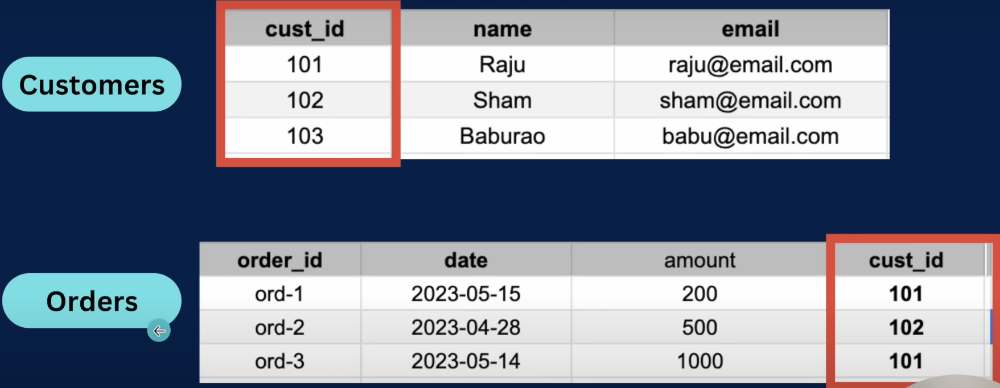 cust_id name email
101 Raju raju@email.com
Customers
102 Sham sham@email.com
103 Baburao babu@email.com
order_id date amount cust_id
ord-1 2023-05-15 200 101
Orders
ord-2 2023-04-28 500 102
ord-3 2023-05-14 1000 101